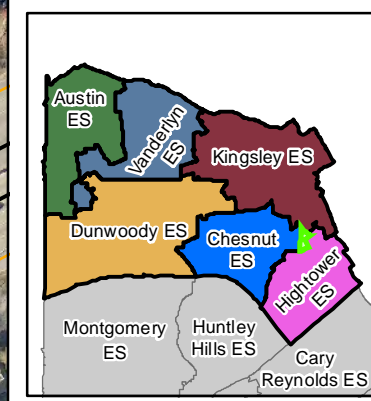 Austin
ES
Vanderlyn
ES
Kingsley ES
Dunwoody ES
Chesnut
ES
Hightower
ES
Montgomery
ES
Huntley
Hills ES
Cary
Reynolds ES